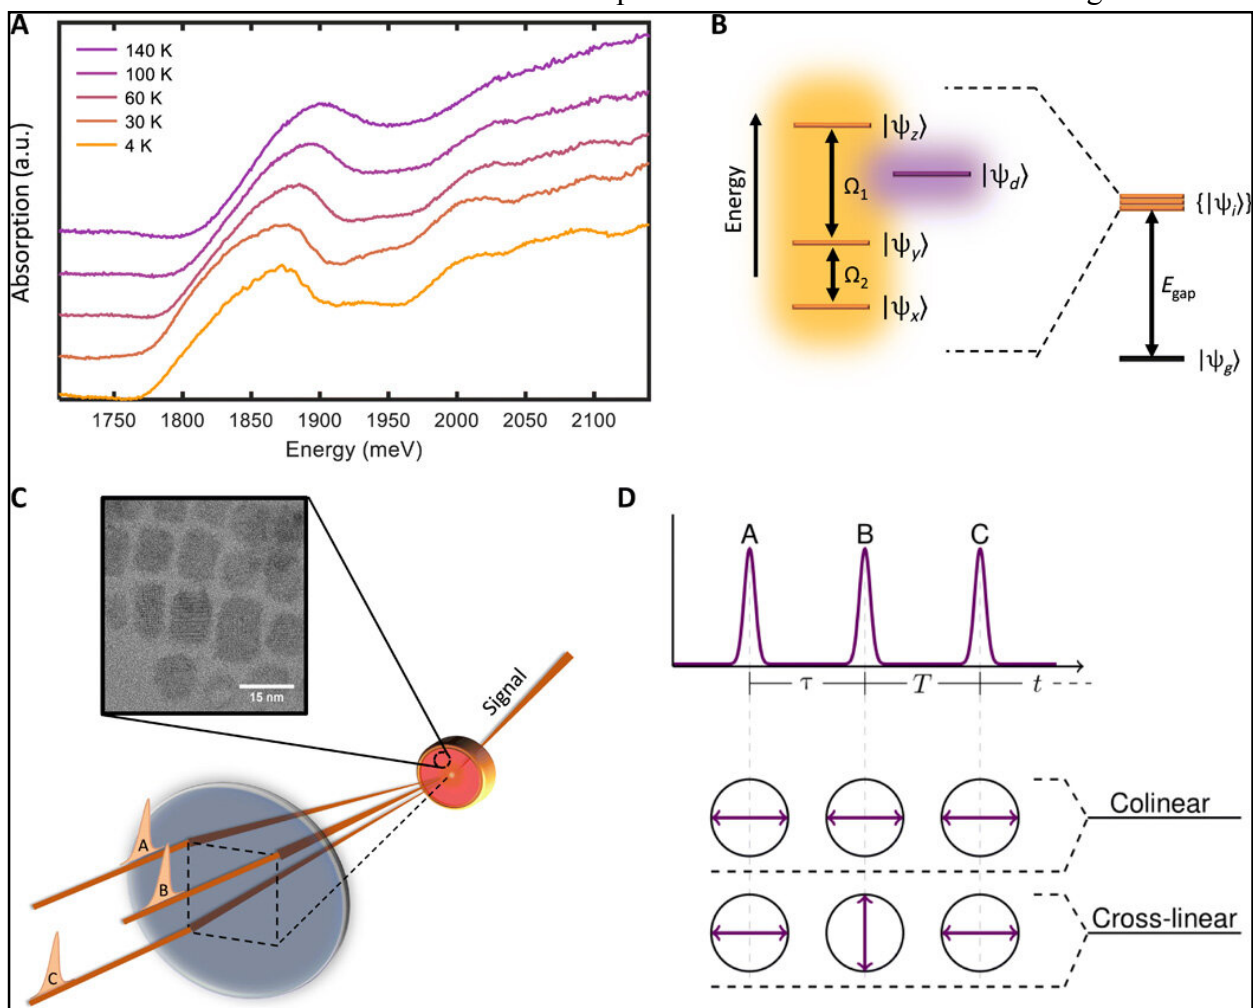 A
140 K
100 K
60 K
30 K
4 K
Absorption (a.u.)
1750 1800 1850 1900 1950 2000 2050 2100
Energy (meV)
B
Energy
|ψz⟩
Ω1
|ψd⟩
|ψy⟩
Ω2
|ψx⟩
{|ψi⟩}
Egap
|ψg⟩
C
15 nm
Signal
A
B
C
D
A B C
τ T t
Colinear
Cross-linear